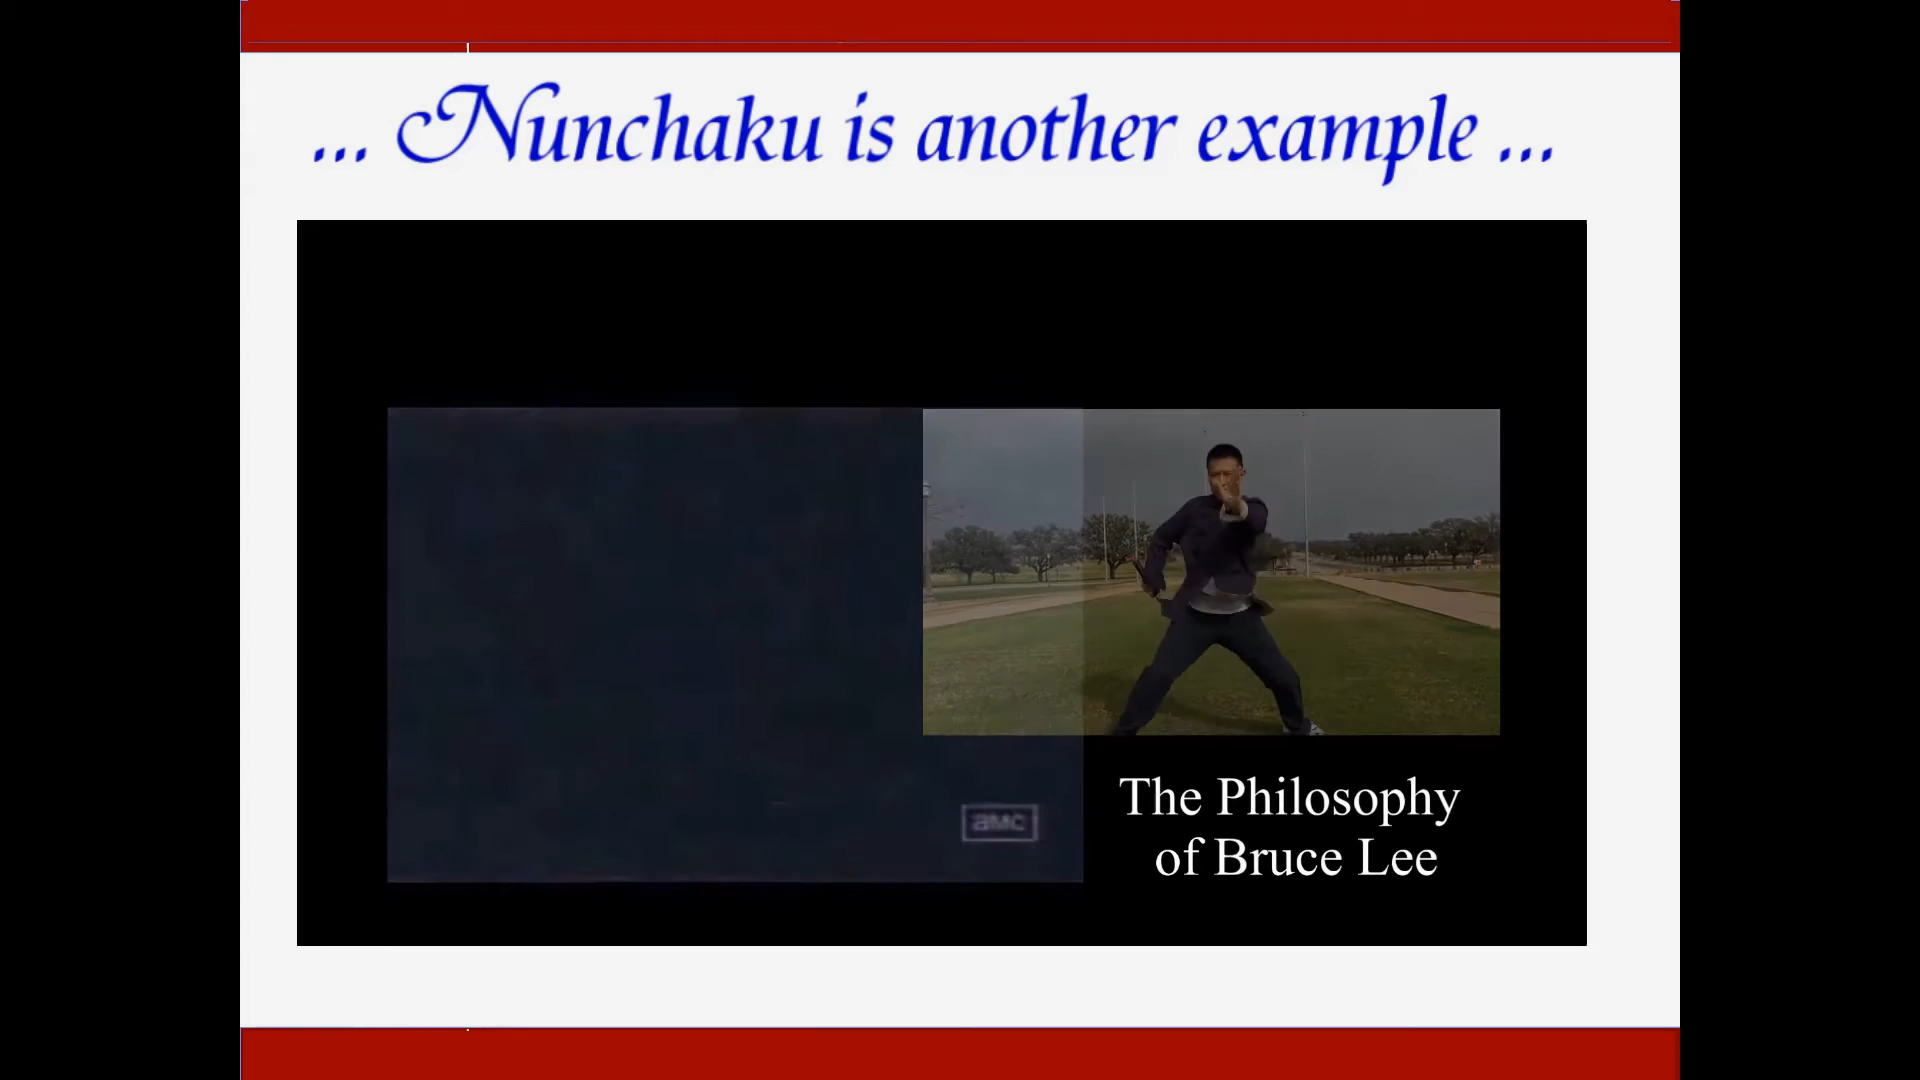 ... Nunchaku is another example ...
amc
The Philosophy
of Bruce Lee